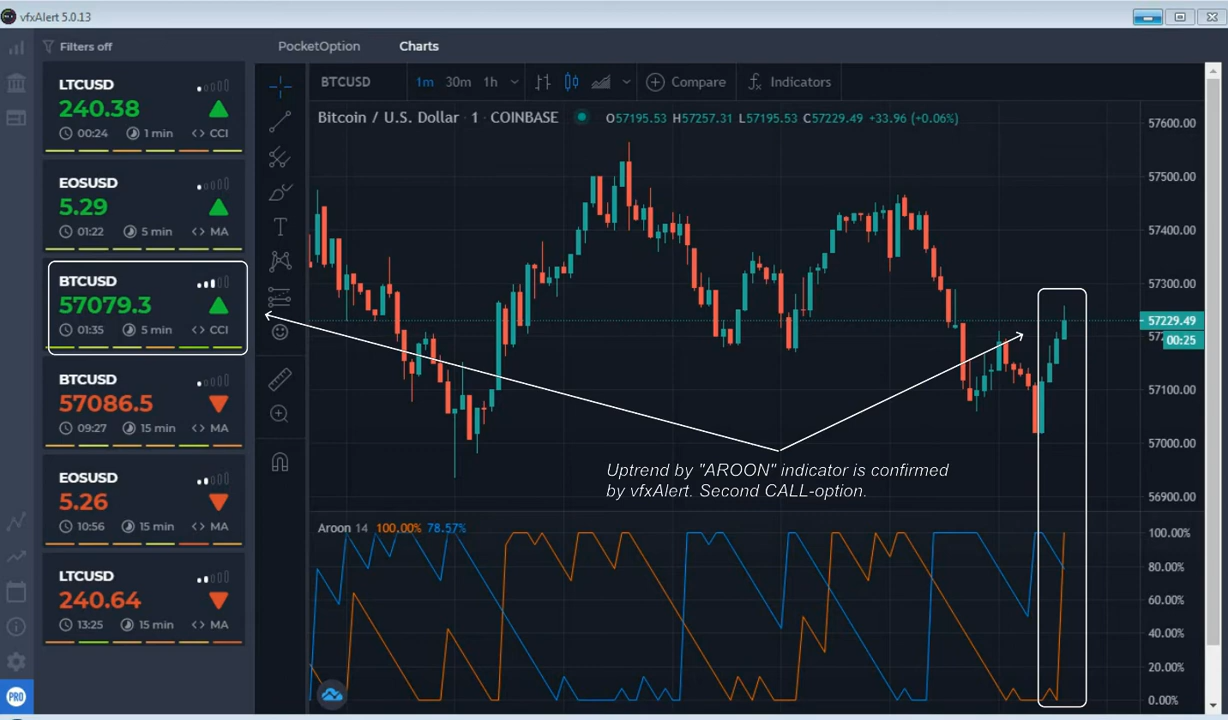 vfxAlert 5.0.13
Filters off
PocketOption
Charts
LTCUSD
240.38
00:24
1 min
<> CCI
EOSUSD
5.29
01:22
5 min
<> MA
BTCUSD
57079.3
01:35
5 min
<> CCI
BTCUSD
57086.5
09:27
15 min
<> MA
EOSUSD
5.26
10:56
15 min
<> MA
LTCUSD
240.64
13:25
15 min
<> MA
PRO
BTCUSD
1m 30m 1h
Compare
Indicators
Bitcoin / U.S. Dollar · 1 · COINBASE
O57195.53 H57257.31 L57195.53 C57229.49 +33.96 (+0.06%)
57600.00
57500.00
57400.00
57300.00
57229.49
00:25
57100.00
57000.00
56900.00
Uptrend by "AROON" indicator is confirmed
by vfxAlert. Second CALL-option.
Aroon 14 100.00% 78.57%
100.00%
80.00%
60.00%
40.00%
20.00%
0.00%